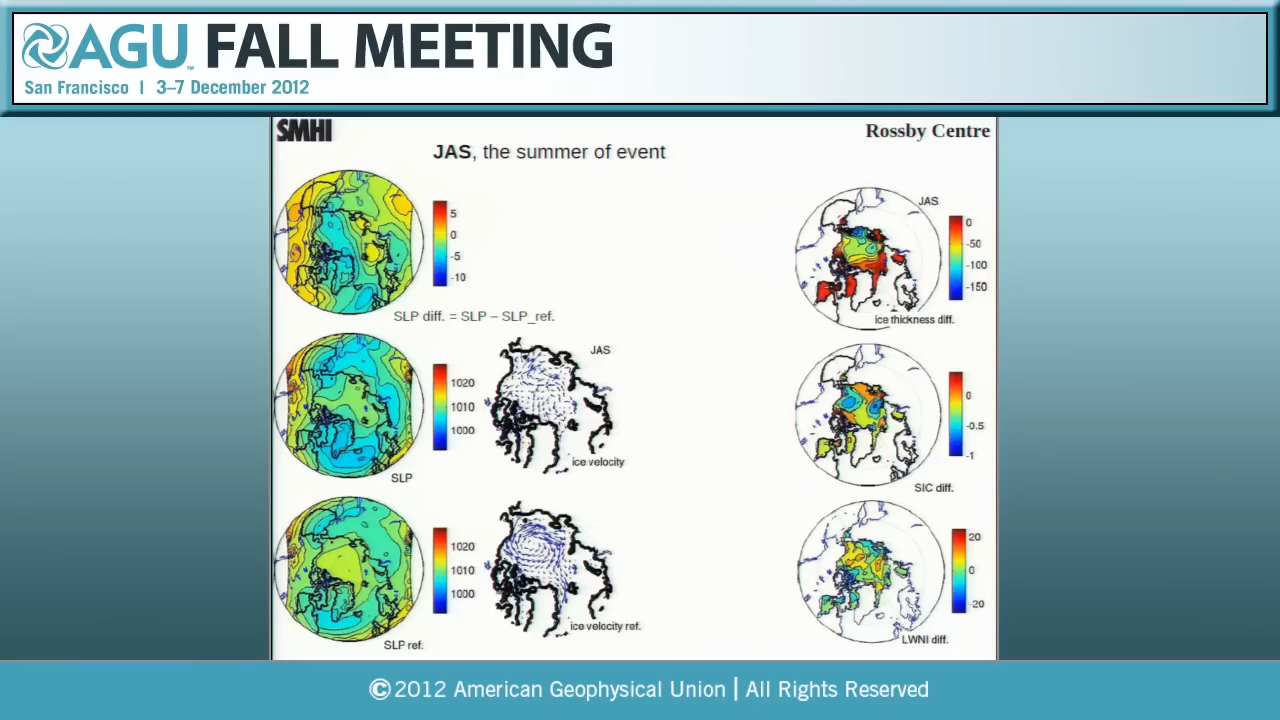 AGU FALL MEETING
San Francisco | 3–7 December 2012
SMHI
Rossby Centre
JAS, the summer of event
5
0
-5
-10
SLP diff. = SLP – SLP_ref.
JAS
0
-50
-100
-150
ice thickness diff.
1020
1010
1000
SLP
JAS
ice velocity
0
-0.5
-1
SIC diff.
1020
1010
1000
SLP ref.
ice velocity ref.
20
0
-20
LWNI diff.
©2012 American Geophysical Union | All Rights Reserved